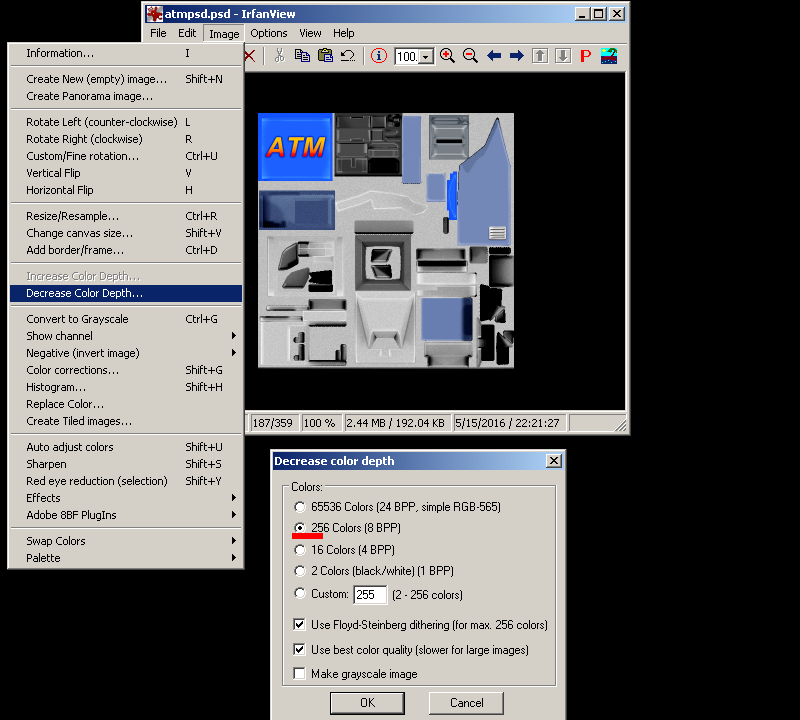 atmpsd.psd - IrfanView
File Edit Image Options View Help
100.
P
Information... I
Create New (empty) image... Shift+N
Create Panorama image...
Rotate Left (counter-clockwise) L
Rotate Right (clockwise) R
Custom/Fine rotation... Ctrl+U
Vertical Flip V
Horizontal Flip H
Resize/Resample... Ctrl+R
Change canvas size... Shift+V
Add border/frame... Ctrl+D
Increase Color Depth...
Decrease Color Depth...
Convert to Grayscale Ctrl+G
Show channel
Negative (invert image)
Color corrections... Shift+G
Histogram... Shift+H
Replace Color...
Create Tiled images...
Auto adjust colors Shift+U
Sharpen Shift+S
Red eye reduction (selection) Shift+Y
Effects
Adobe 8BF PlugIns
Swap Colors
Palette
ATM
187/359 100 % 2.44 MB / 192.04 KB 5/15/2016 / 22:21:27
Decrease color depth
Colors:
65536 Colors (24 BPP, simple RGB-565)
256 Colors (8 BPP)
16 Colors (4 BPP)
2 Colors (black/white) (1 BPP)
Custom: 255 (2 - 256 colors)
Use Floyd-Steinberg dithering (for max. 256 colors)
Use best color quality (slower for large images)
Make grayscale image
OK Cancel